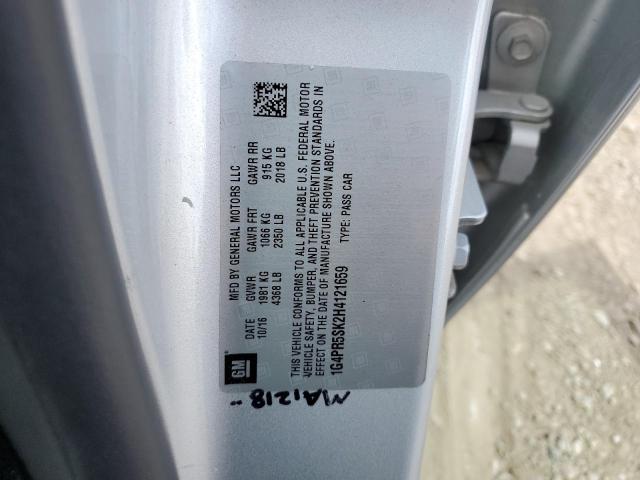 MFD BY GENERAL MOTORS LLC
DATE GVWR GAWR FRT GAWR RR
10/16 1981 KG 1066 KG 915 KG
4368 LB 2350 LB 2018 LB
THIS VEHICLE CONFORMS TO ALL APPLICABLE U.S. FEDERAL MOTOR
VEHICLE SAFETY, BUMPER, AND THEFT PREVENTION STANDARDS IN
EFFECT ON THE DATE OF MANUFACTURE SHOWN ABOVE.
1G4PR5SK2H4121659 TYPE: PASS CAR
GM
MA1218--